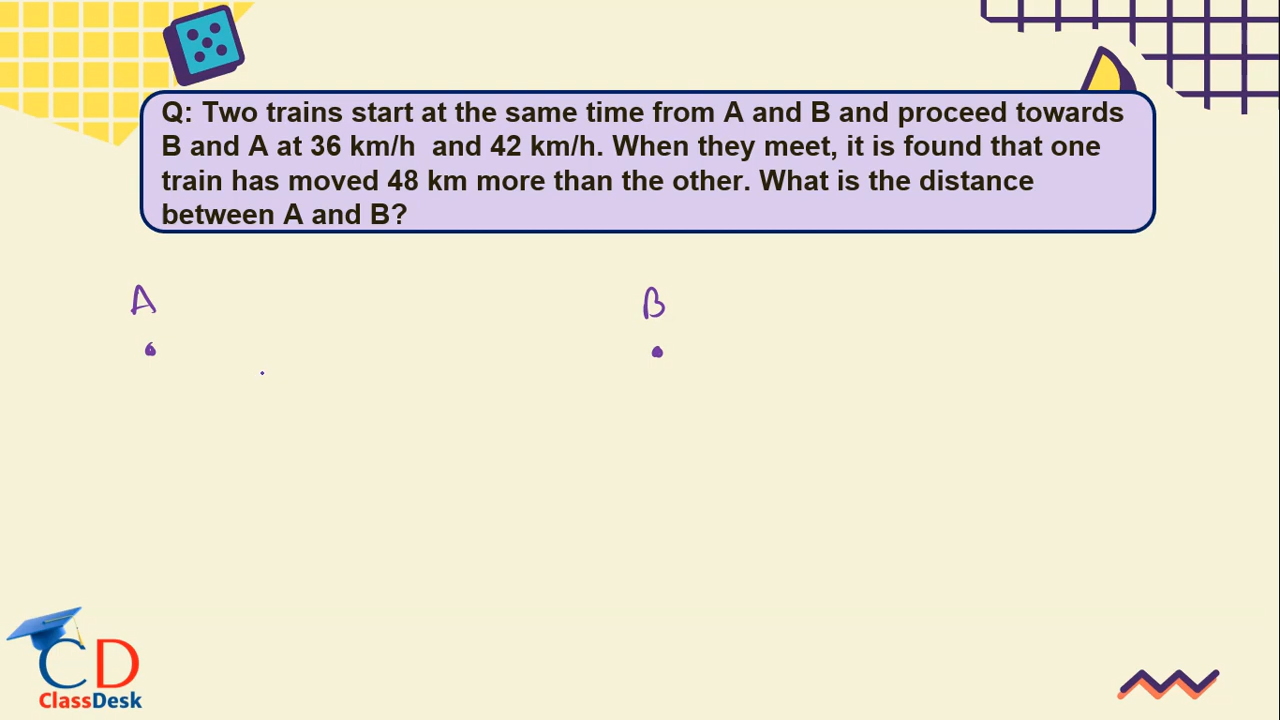 Q: Two trains start at the same time from A and B and proceed towards
B and A at 36 km/h  and 42 km/h. When they meet, it is found that one
train has moved 48 km more than the other. What is the distance
between A and B?
A B
CD
ClassDesk